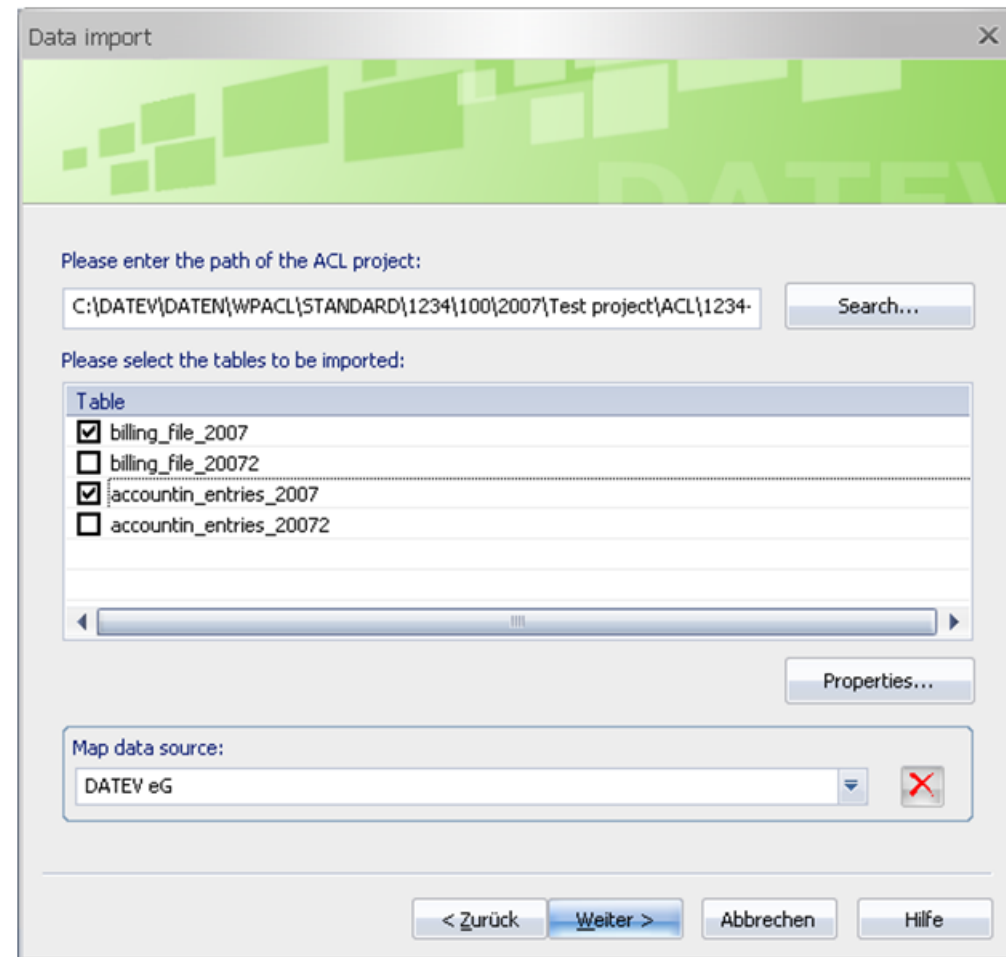 Data import
DATEV
Please enter the path of the ACL project:
C:\DATEV\DATEN\WPACL\STANDARD\1234\100\2007\Test project\ACL\1234-
Search...
Please select the tables to be imported:
Table
billing_file_2007
billing_file_20072
accountin_entries_2007
accountin_entries_20072
Properties...
Map data source:
DATEV eG
< Zurück
Weiter >
Abbrechen
Hilfe